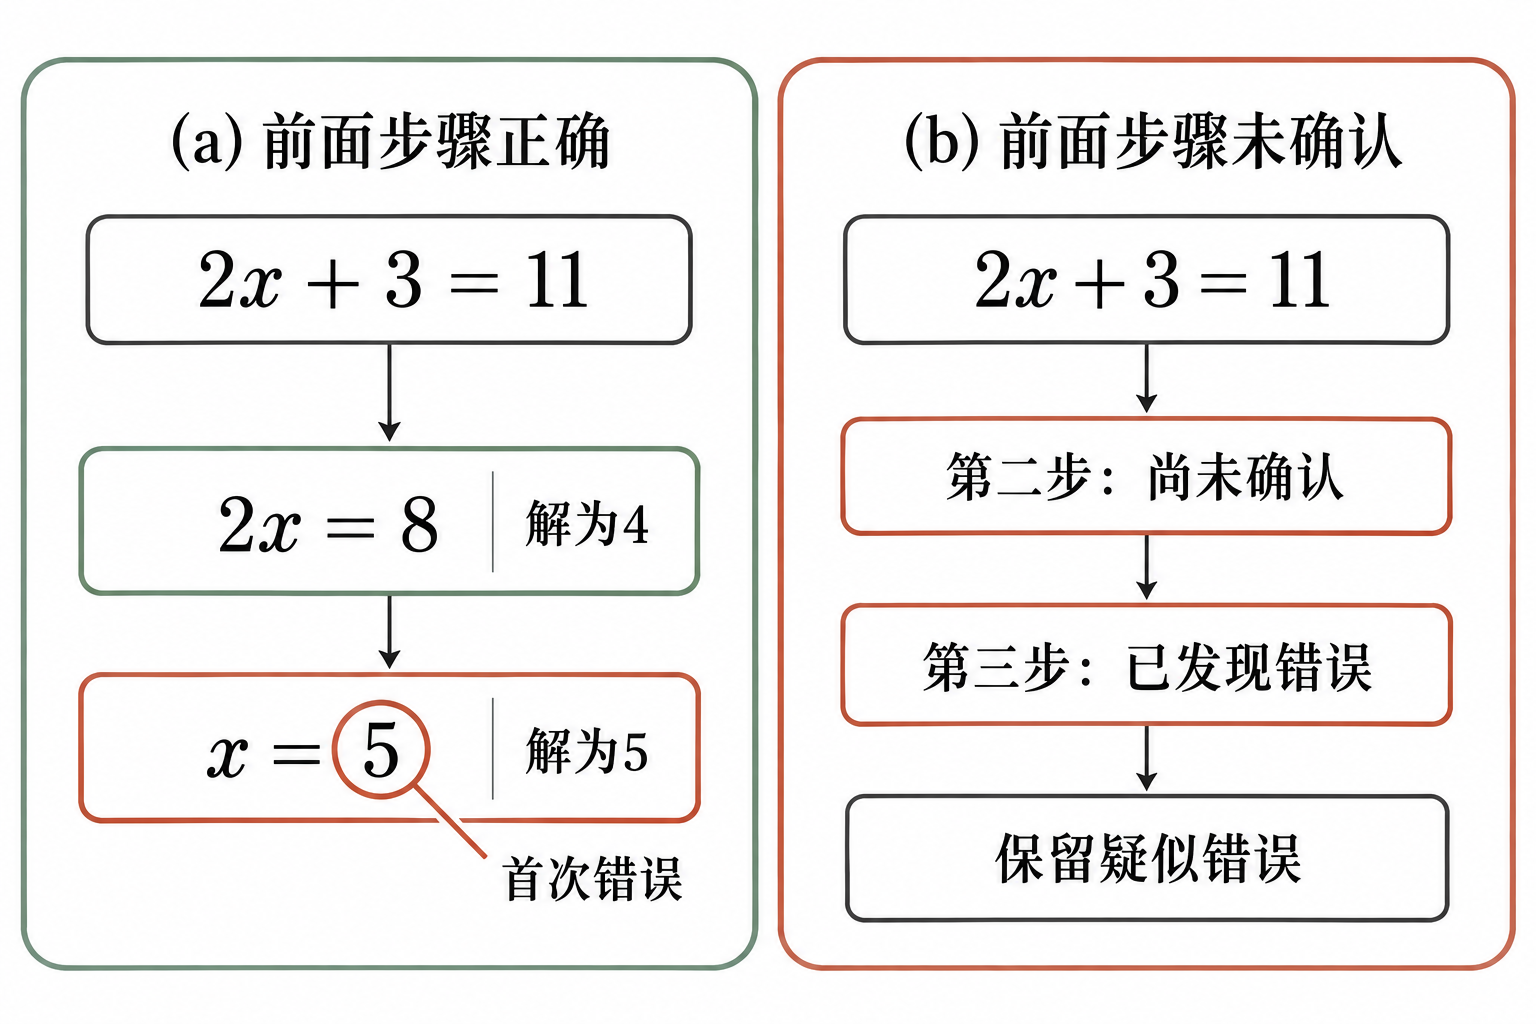 (a) 前面步骤正确
2x + 3 = 11
2x = 8
解为4
x = 5
解为5
首次错误
(b) 前面步骤未确认
2x + 3 = 11
第二步：尚未确认
第三步：已发现错误
保留疑似错误